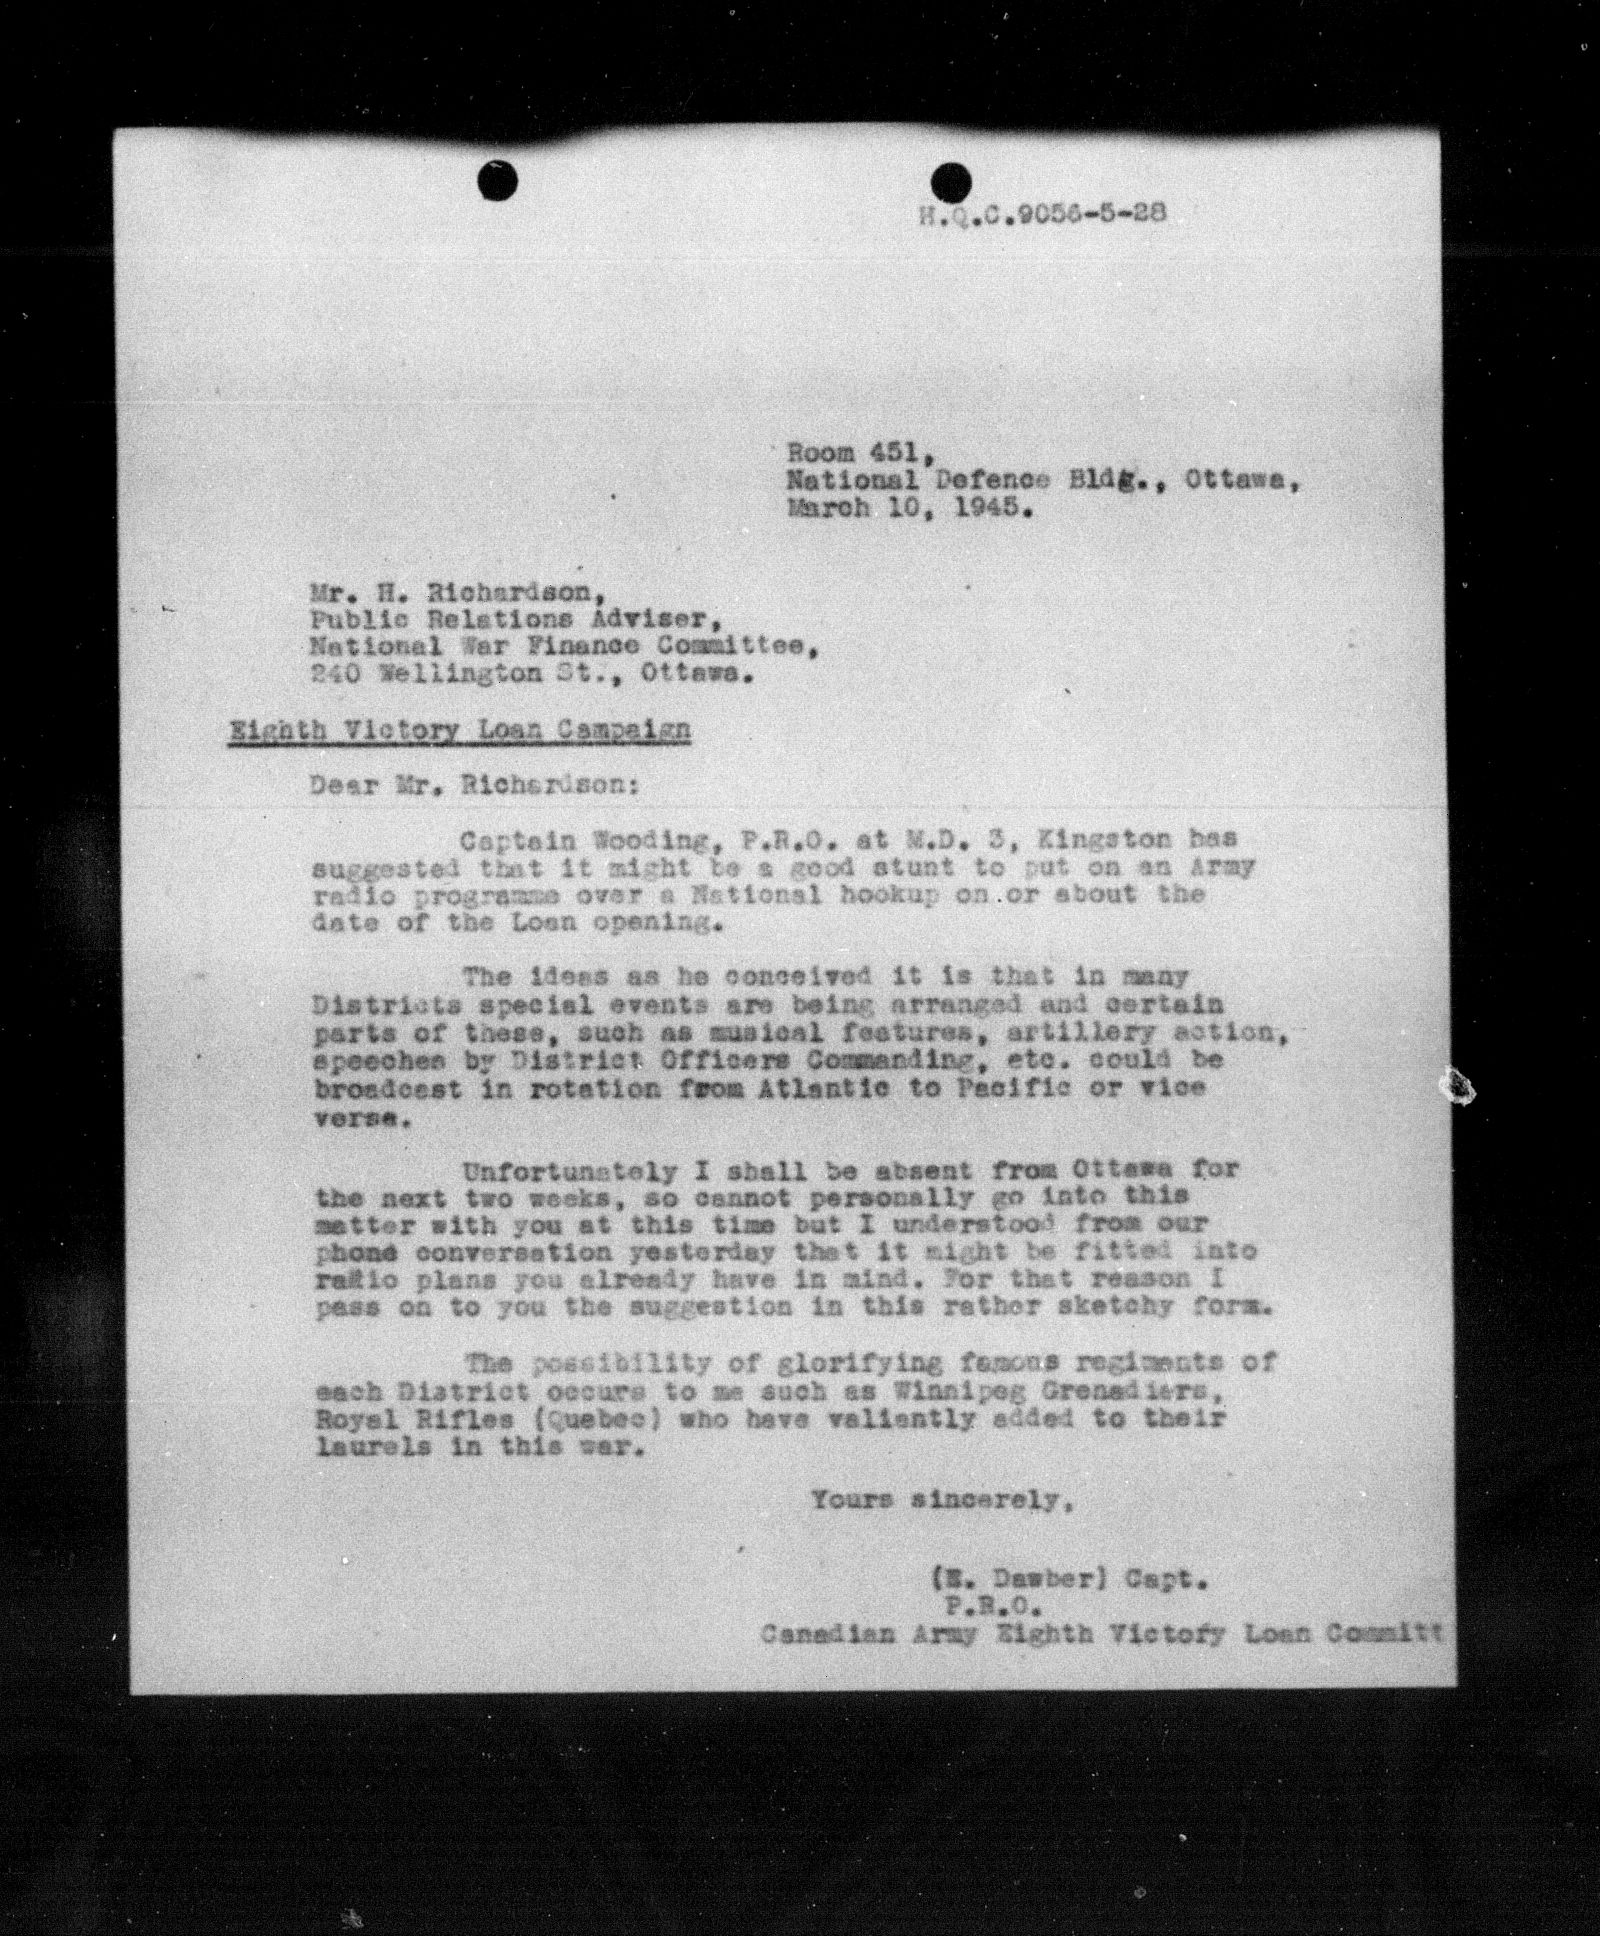 H.Q.C.9056-5-28
Room 451,
National Defence Bldg., Ottawa,
March 10, 1945.
Mr. H. Richardson,
Public Relations Adviser,
National War Finance Committee,
240 Wellington St., Ottawa.
Eighth Victory Loan Campaign
Dear Mr. Richardson:
Captain Wooding, P.R.O. at M.D. 3, Kingston has
suggested that it might be a good stunt to put on an Army
radio programme over a National hookup on or about the
date of the Loan opening.
The ideas as he conceived it is that in many
Districts special events are being arranged and certain
parts of these, such as musical features, artillery action,
speeches by District Officers Commanding, etc. could be
broadcast in rotation from Atlantic to Pacific or vice
versa.
Unfortunately I shall be absent from Ottawa for
the next two weeks, so cannot personally go into this
matter with you at this time but I understood from our
phone conversation yesterday that it might be fitted into
radio plans you already have in mind. For that reason I
pass on to you the suggestion in this rather sketchy form.
The possibility of glorifying famous regiments of
each District occurs to me such as Winnipeg Grenadiers,
Royal Rifles (Quebec) who have valiantly added to their
laurels in this war.
Yours sincerely,
(E. Dawber) Capt.
P.R.O.
Canadian Army Eighth Victory Loan Committ